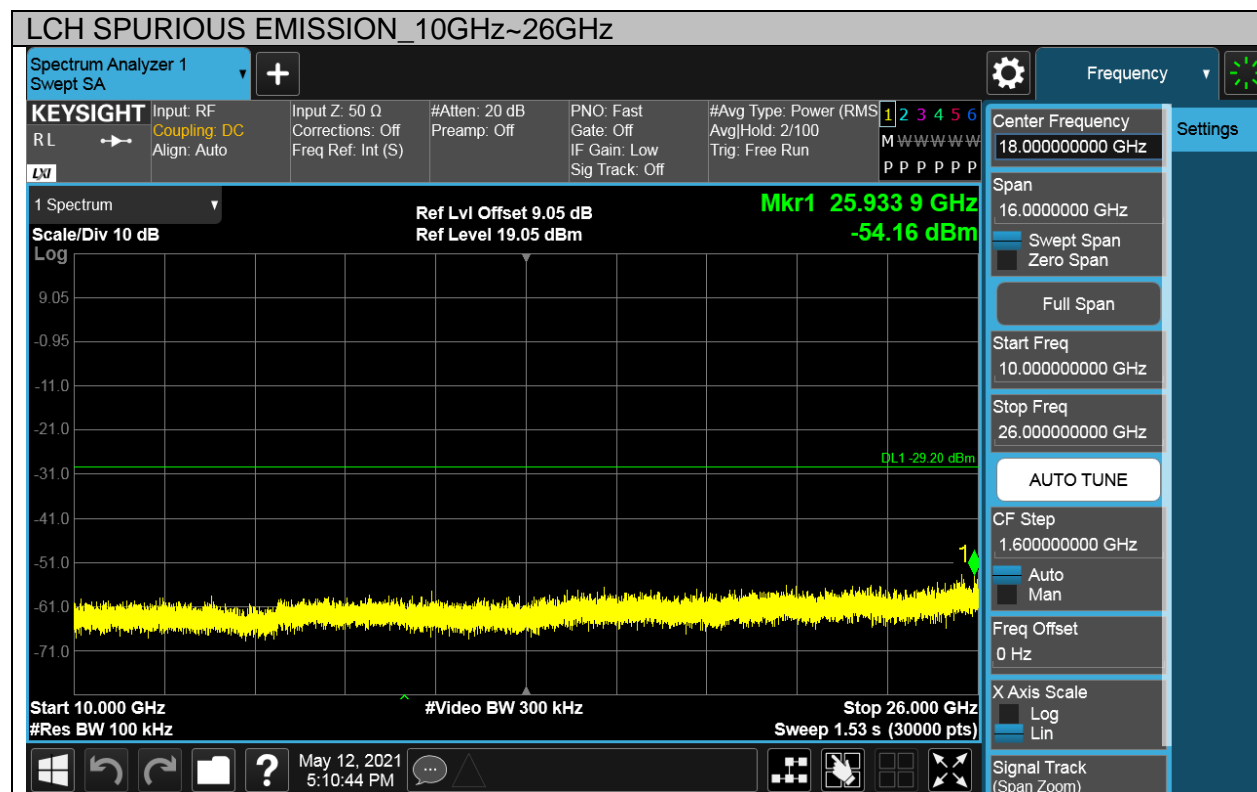 LCH SPURIOUS EMISSION_10GHz~26GHz
Spectrum Analyzer 1
Swept SA
+
Frequency
KEYSIGHT
RL
LXI
Input: RF
Coupling: DC
Align: Auto
Input Z: 50 Ω
Corrections: Off
Freq Ref: Int (S)
#Atten: 20 dB
Preamp: Off
PNO: Fast
Gate: Off
IF Gain: Low
Sig Track: Off
#Avg Type: Power (RMS
Avg|Hold: 2/100
Trig: Free Run
1 2 3 4 5 6
M W W W W W
P P P P P P
Center Frequency
18.000000000 GHz
Settings
Span
16.0000000 GHz
Swept Span
Zero Span
Full Span
Start Freq
10.000000000 GHz
Stop Freq
26.000000000 GHz
AUTO TUNE
CF Step
1.600000000 GHz
Auto
Man
Freq Offset
0 Hz
X Axis Scale
Log
Lin
Signal Track
(Span Zoom)
1 Spectrum
Scale/Div 10 dB
Ref Lvl Offset 9.05 dB
Ref Level 19.05 dBm
Mkr1 25.933 9 GHz
-54.16 dBm
Log
9.05
-0.95
-11.0
-21.0
DL1 -29.20 dBm
-31.0
-41.0
-51.0
1
-61.0
-71.0
Start 10.000 GHz
#Res BW 100 kHz
#Video BW 300 kHz
Stop 26.000 GHz
Sweep 1.53 s (30000 pts)
?
May 12, 2021
5:10:44 PM